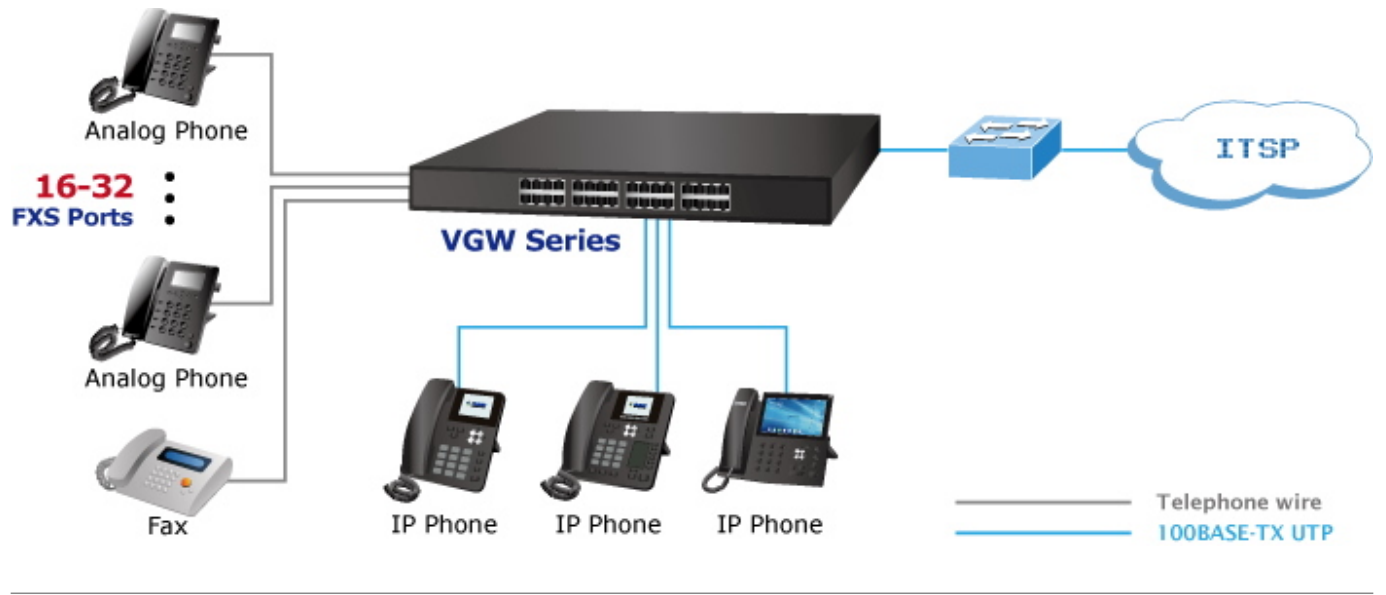 Analog Phone
16-32
FXS Ports
Analog Phone
Fax
VGW Series
ITSP
IP Phone
IP Phone
IP Phone
Telephone wire
100BASE-TX UTP